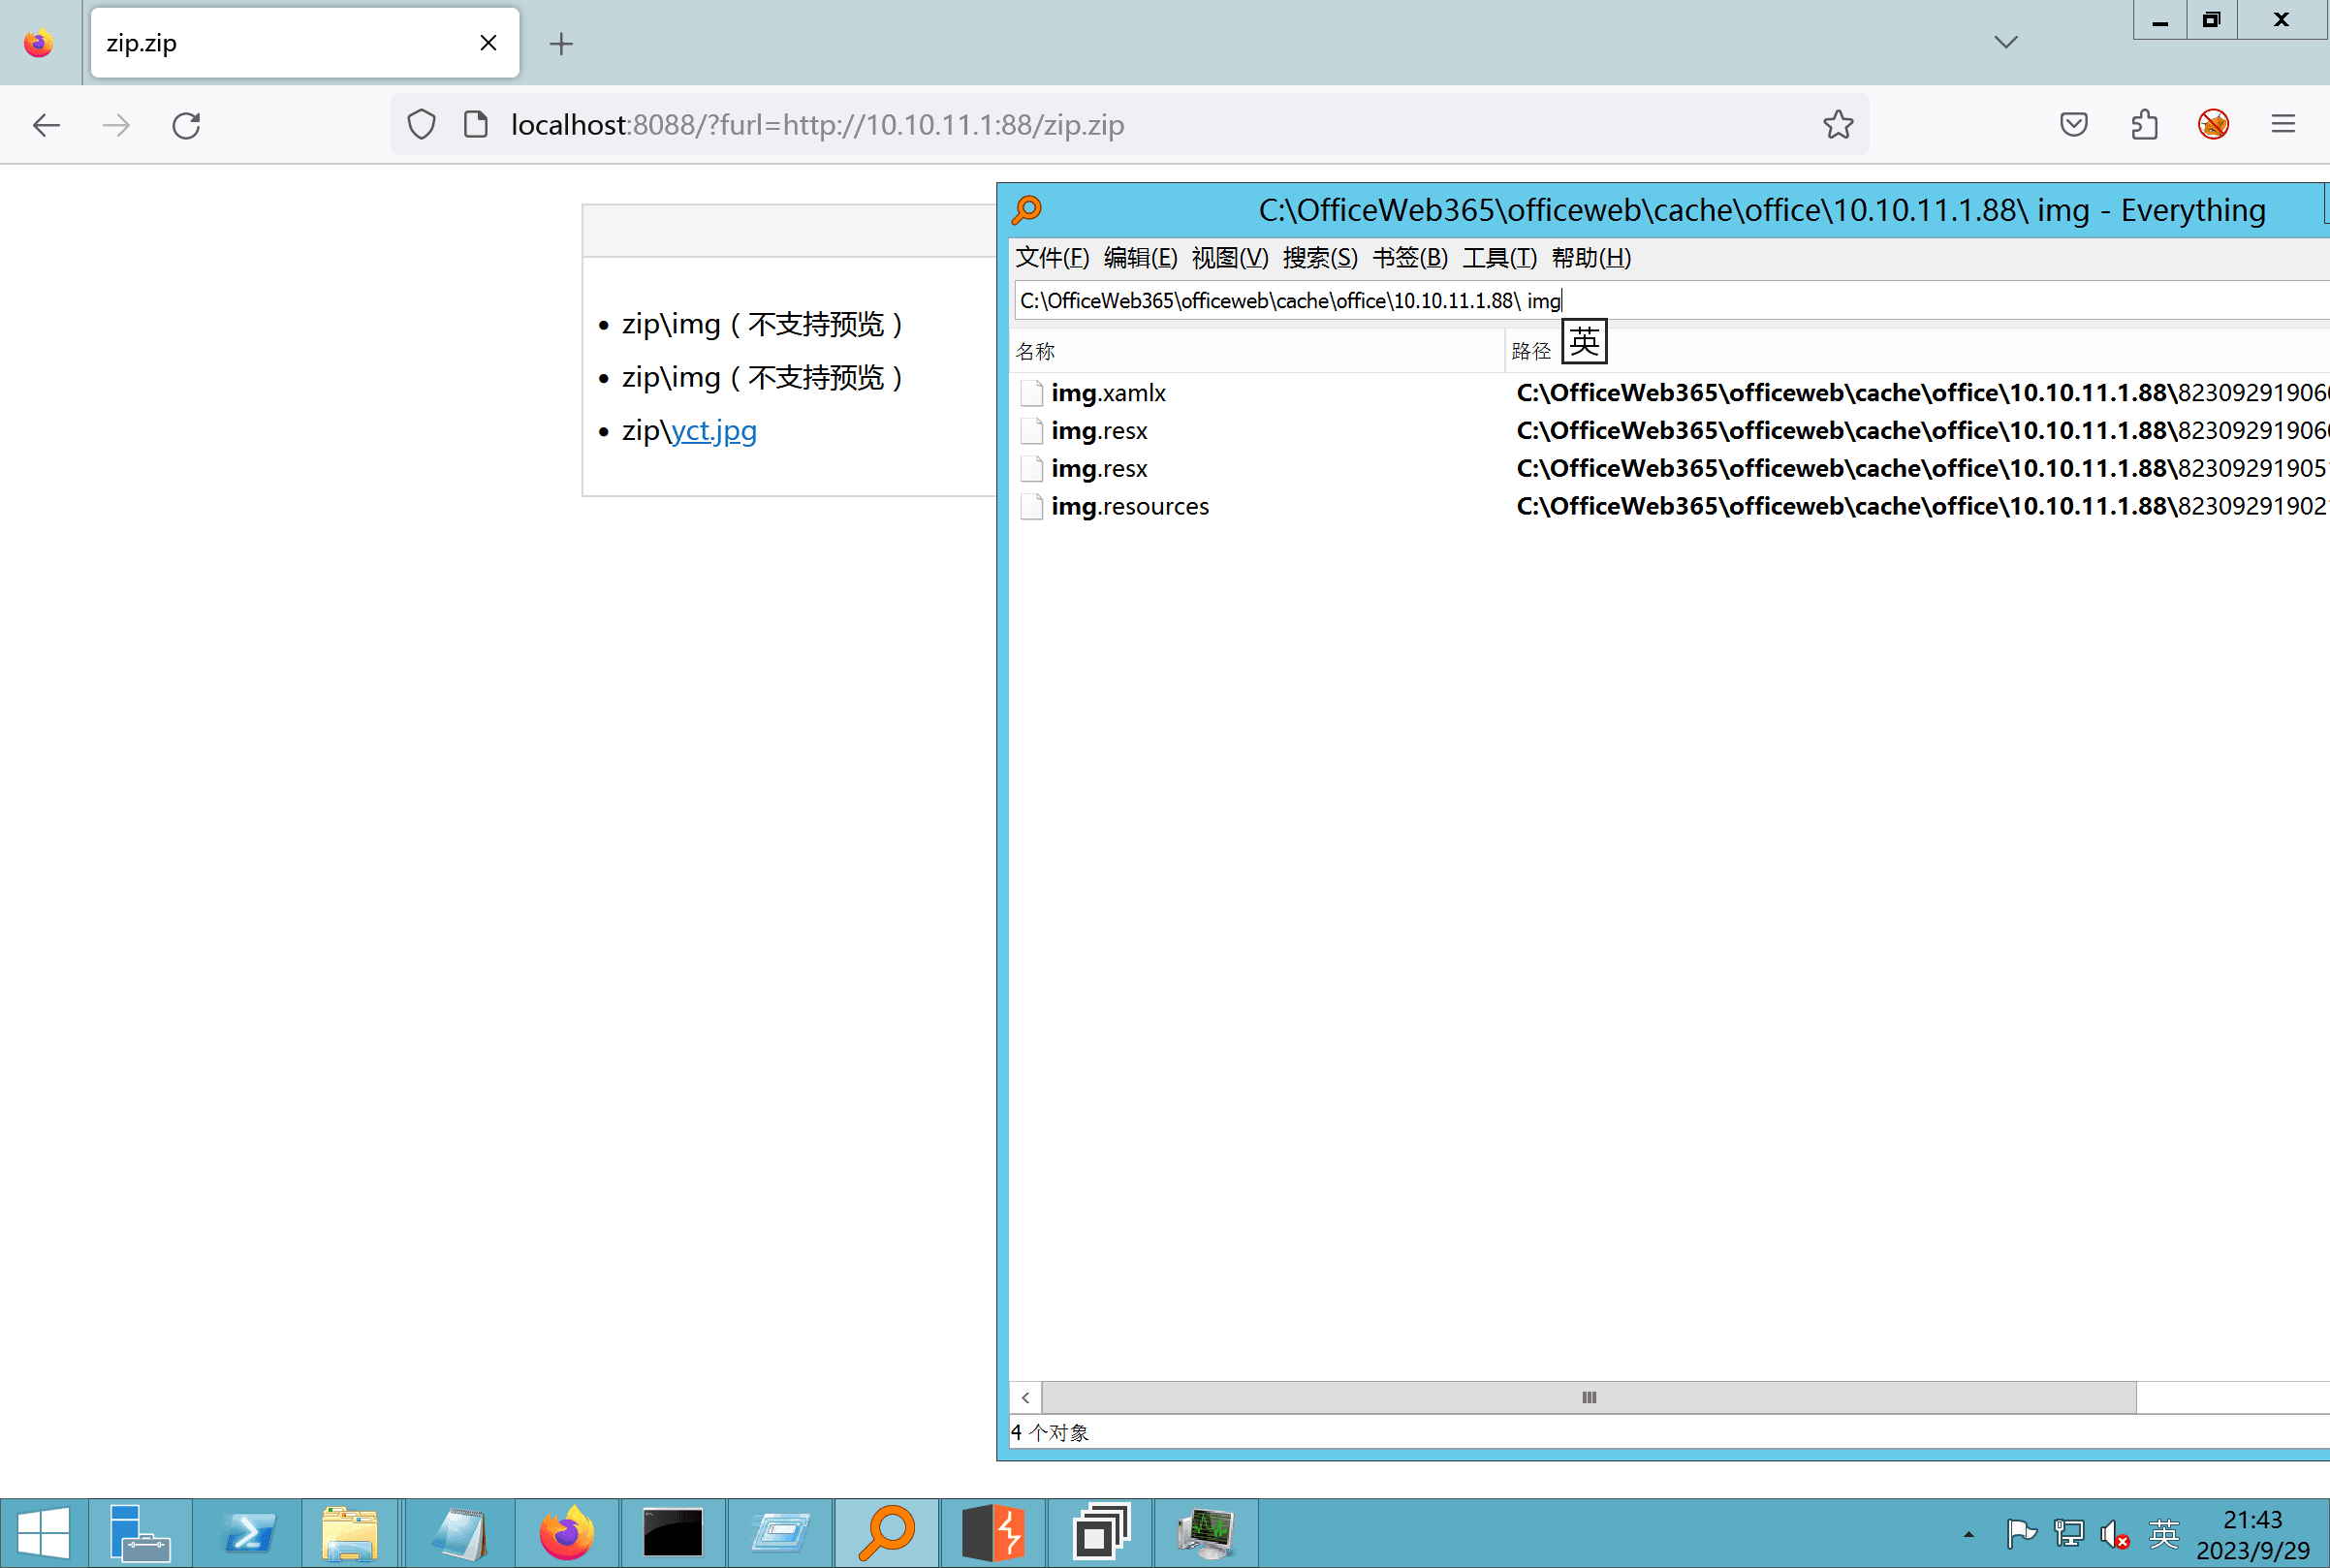 zip.zip
localhost:8088/?furl=http://10.10.11.1:88/zip.zip
zip\img（不支持预览）
zip\img（不支持预览）
zip\yct.jpg
C:\OfficeWeb365\officeweb\cache\office\10.10.11.1.88\ img - Everything
文件(F) 编辑(E) 视图(V) 搜索(S) 书签(B) 工具(T) 帮助(H)
C:\OfficeWeb365\officeweb\cache\office\10.10.11.1.88\ img
英
名称 路径
img.xamlx C:\OfficeWeb365\officeweb\cache\office\10.10.11.1.88\823092919060
img.resx C:\OfficeWeb365\officeweb\cache\office\10.10.11.1.88\823092919060
img.resx C:\OfficeWeb365\officeweb\cache\office\10.10.11.1.88\82309291905
img.resources C:\OfficeWeb365\officeweb\cache\office\10.10.11.1.88\82309291902
4 个对象
英
21:43
2023/9/29